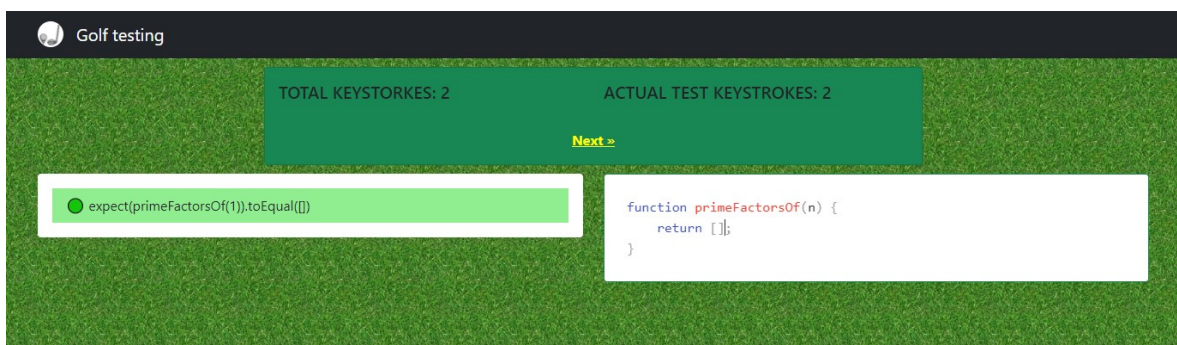 Golf testing
TOTAL KEYSTORKES: 2
ACTUAL TEST KEYSTROKES: 2
Next »
expect(primeFactorsOf(1)).toEqual([])
function primeFactorsOf(n) {
    return [];
}